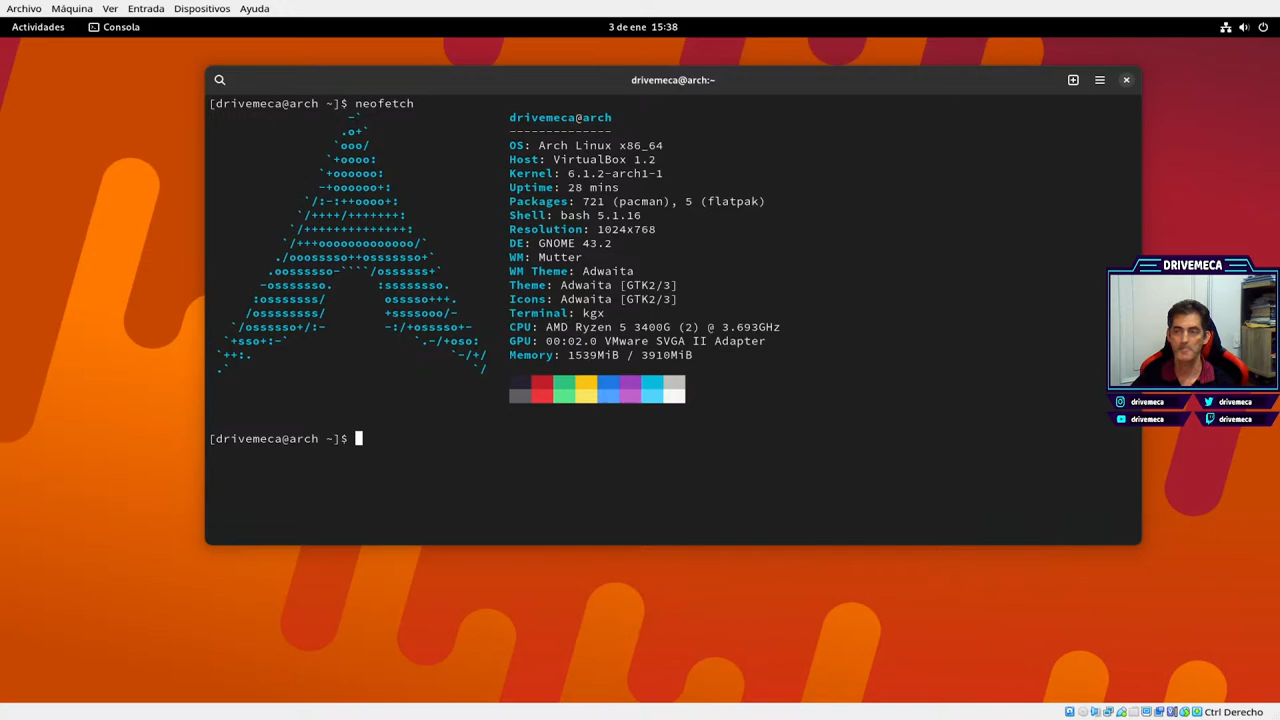 Archivo Máquina Ver Entrada Dispositivos Ayuda
Actividades Consola 3 de ene 15:38
drivemeca@arch:~
[drivemeca@arch ~]$ neofetch
drivemeca@arch
--------------
OS: Arch Linux x86_64
Host: VirtualBox 1.2
Kernel: 6.1.2-arch1-1
Uptime: 28 mins
Packages: 721 (pacman), 5 (flatpak)
Shell: bash 5.1.16
Resolution: 1024x768
DE: GNOME 43.2
WM: Mutter
WM Theme: Adwaita
Theme: Adwaita [GTK2/3]
Icons: Adwaita [GTK2/3]
Terminal: kgx
CPU: AMD Ryzen 5 3400G (2) @ 3.693GHz
GPU: 00:02.0 VMware SVGA II Adapter
Memory: 1539MiB / 3910MiB
[drivemeca@arch ~]$
DRIVEMECA
drivemeca drivemeca
drivemeca drivemeca
Ctrl Derecho